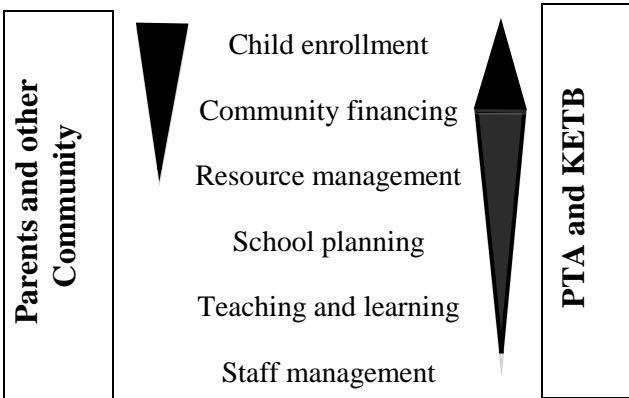 Parents and other
Community
Child enrollment
Community financing
Resource management
School planning
Teaching and learning
Staff management
PTA and KETB